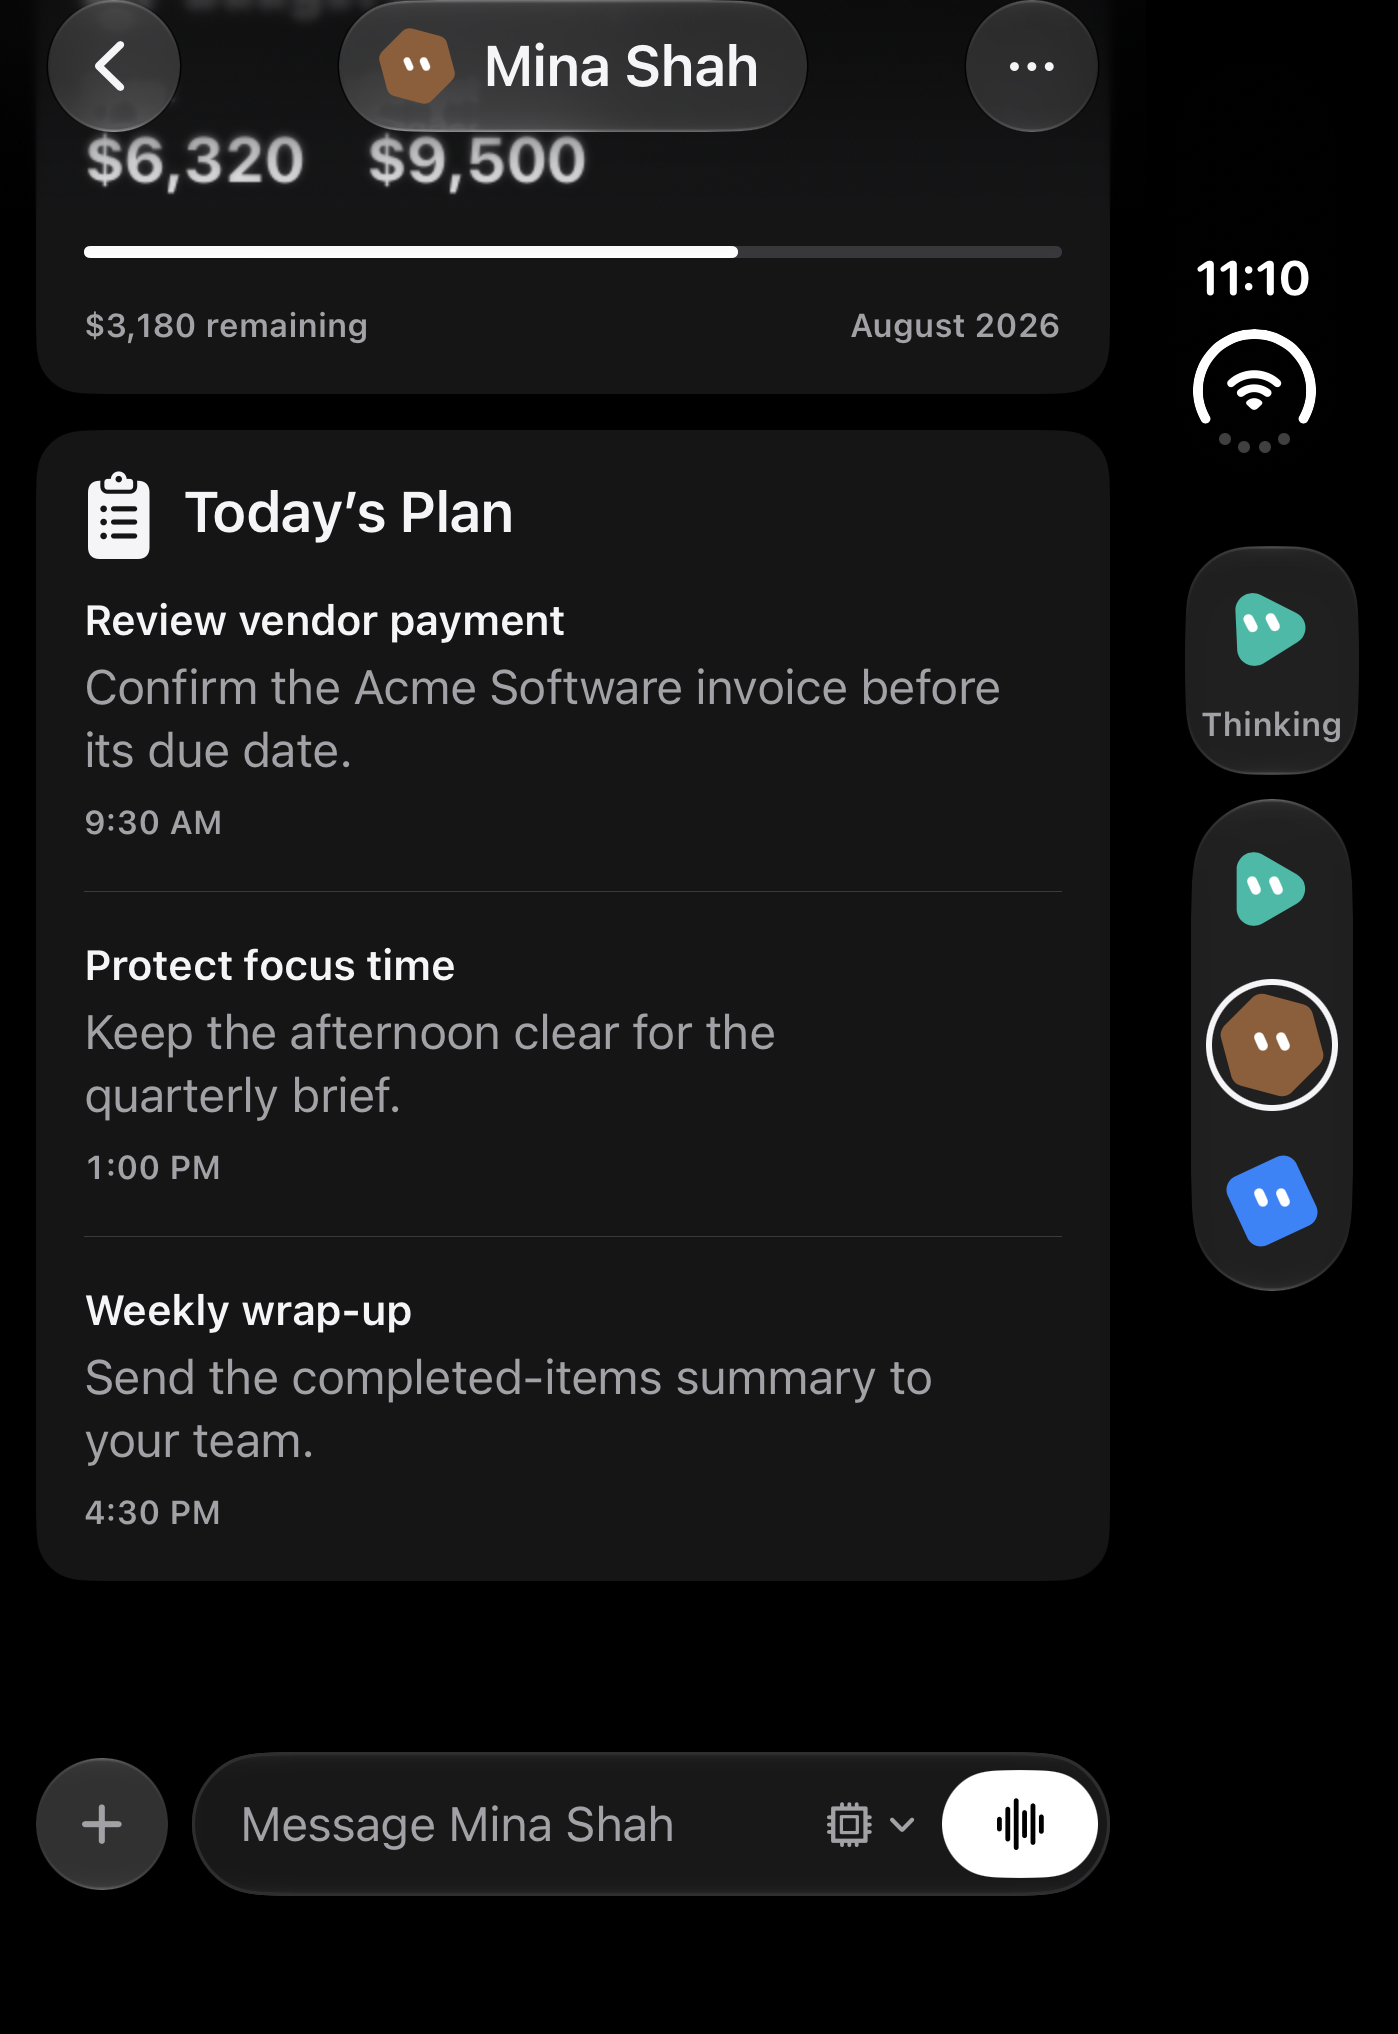 Mina Shah
$6,320 $9,500
$3,180 remaining August 2026
11:10
Today’s Plan
Review vendor payment
Confirm the Acme Software invoice before
its due date.
9:30 AM
Protect focus time
Keep the afternoon clear for the
quarterly brief.
1:00 PM
Weekly wrap-up
Send the completed-items summary to
your team.
4:30 PM
Thinking
Message Mina Shah